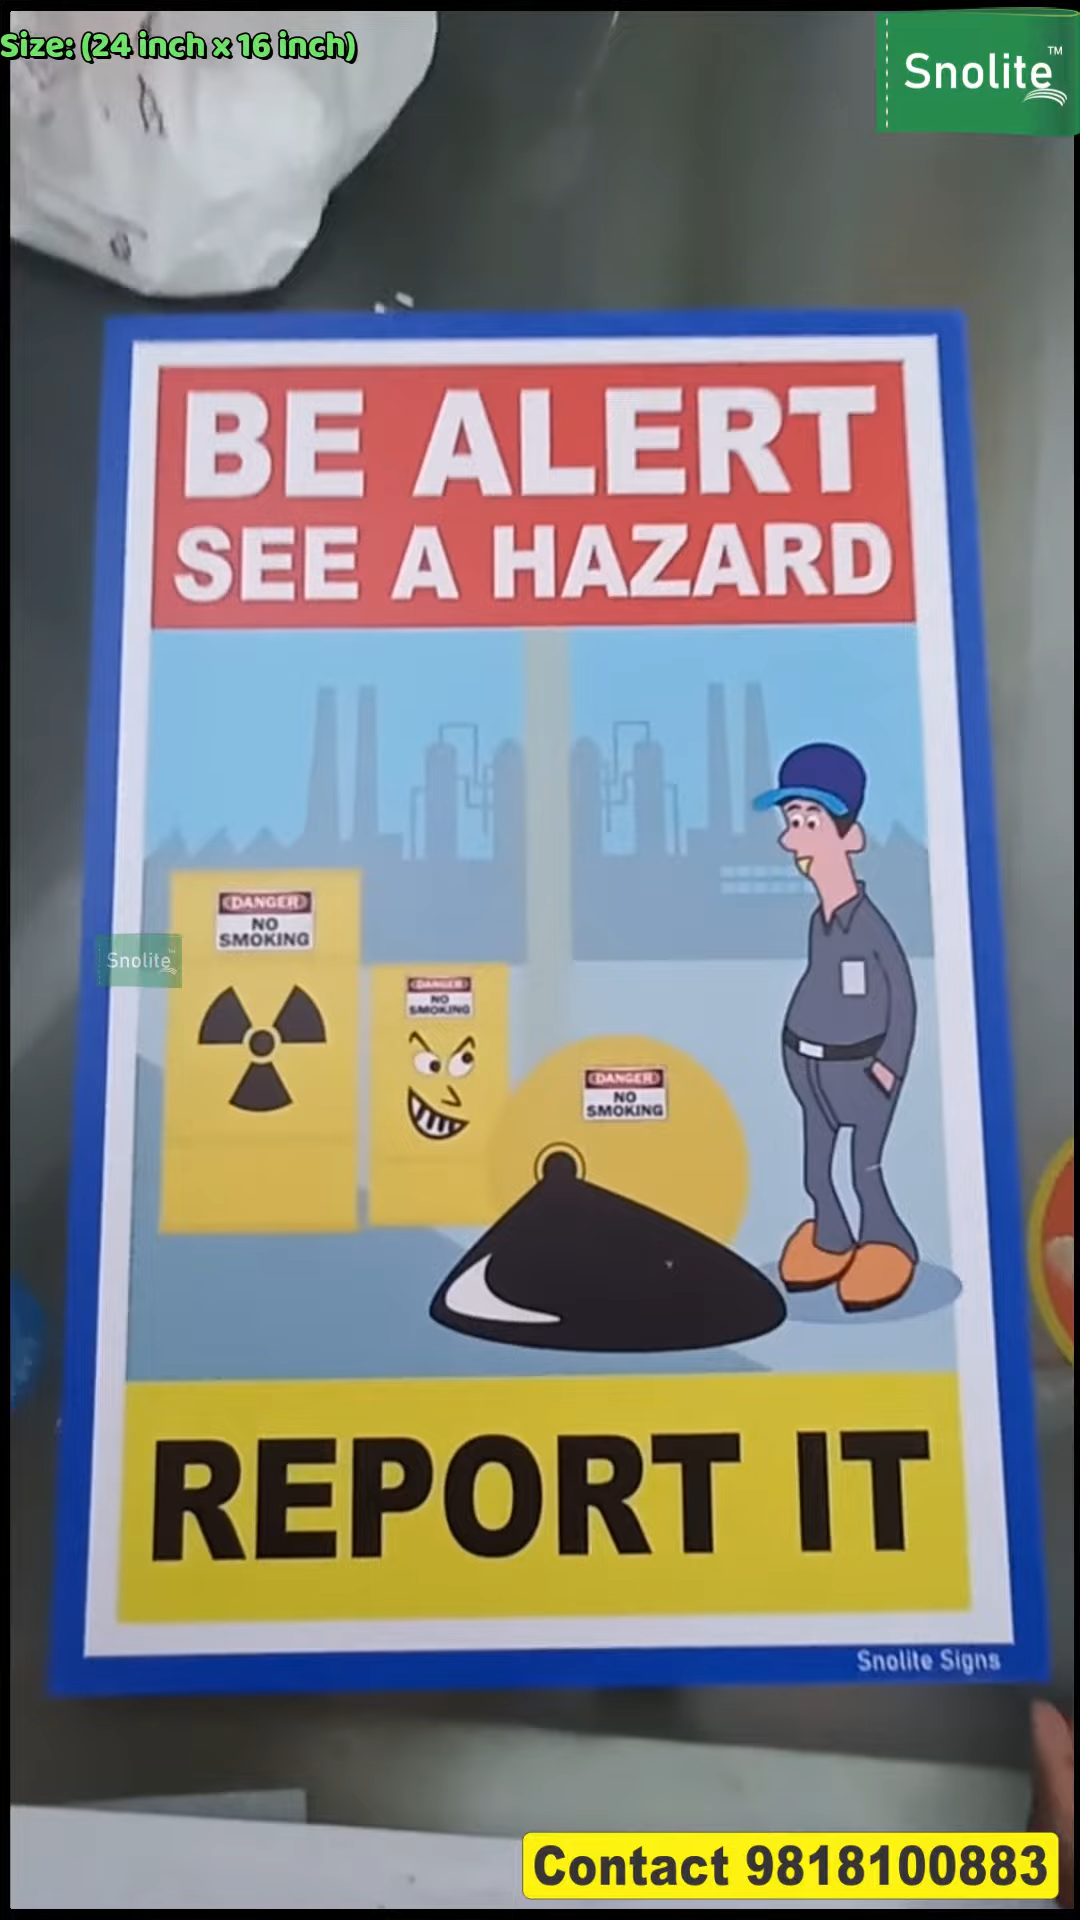 Size: (24 inch x 16 inch)
Snolite™
BE ALERT
SEE A HAZARD
DANGER
NO
SMOKING
Snolite
DANGER
NO
SMOKING
DANGER
NO
SMOKING
REPORT IT
Snolite Signs
Contact 9818100883